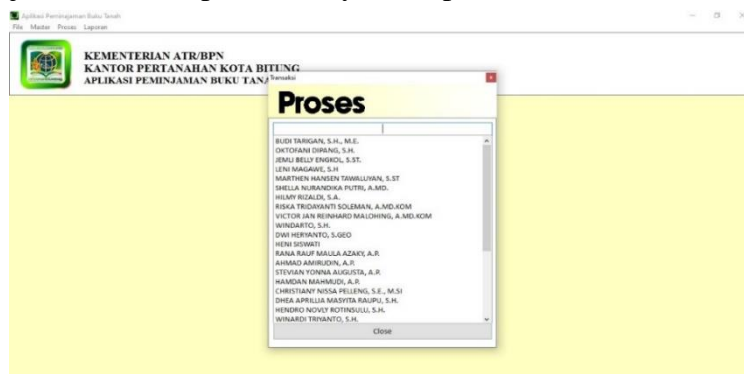 Aplikasi Peminajaman Buku Tanah
File Master Proses Laporan
KEMENTERIAN ATR/BPN
KANTOR PERTANAHAN KOTA BITUNG
APLIKASI PEMINJAMAN BUKU TANA
Transaksi
Proses
BUDI TARIGAN, S.H., M.E.
OKTOFANI DIPANG, S.H.
JEMLI BELLY ENGKOL, S.ST.
LENI MAGAWE, S.H
MARTHEN HANSEN TAWALUYAN, S.ST
SHELLA NURANDIKA PUTRI, A.MD.
HILMY RIZALDI, S.A.
RISKA TRIDAYANTI SOLEMAN, A.MD.KOM
VICTOR JAN REINHARD MALOHING, A.MD.KOM
WINDARTO, S.H.
DWI HERYANTO, S.GEO
HENI SISWATI
RANA RAUF MAULA AZAKY, A.P.
AHMAD AMIRUDIN, A.P.
STEVIAN YONNA AUGUSTA, A.P.
HAMDAN MAHMUDI, A.P.
CHRISTIANY NISSA PELLENG, S.E., M.SI
DHEA APRILLIA MASYITA RAUPU, S.H.
HENDRO NOVLY ROTINSULU, S.H.
WINARDI TRIYANTO, S.H.
Close